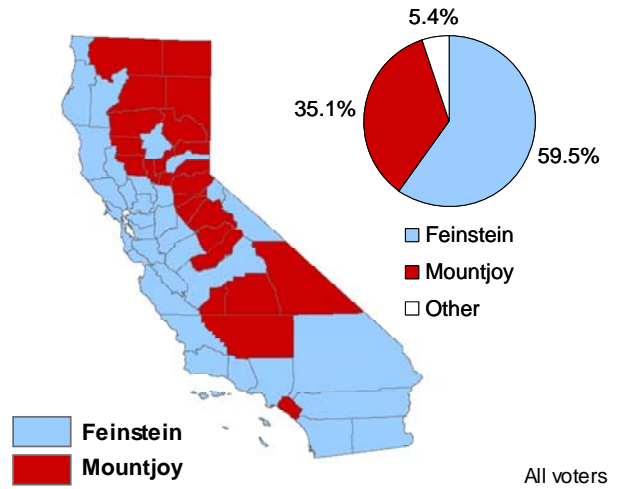 5.4%
35.1%
59.5%
Feinstein
Mountjoy
Other
Feinstein
Mountjoy
All voters